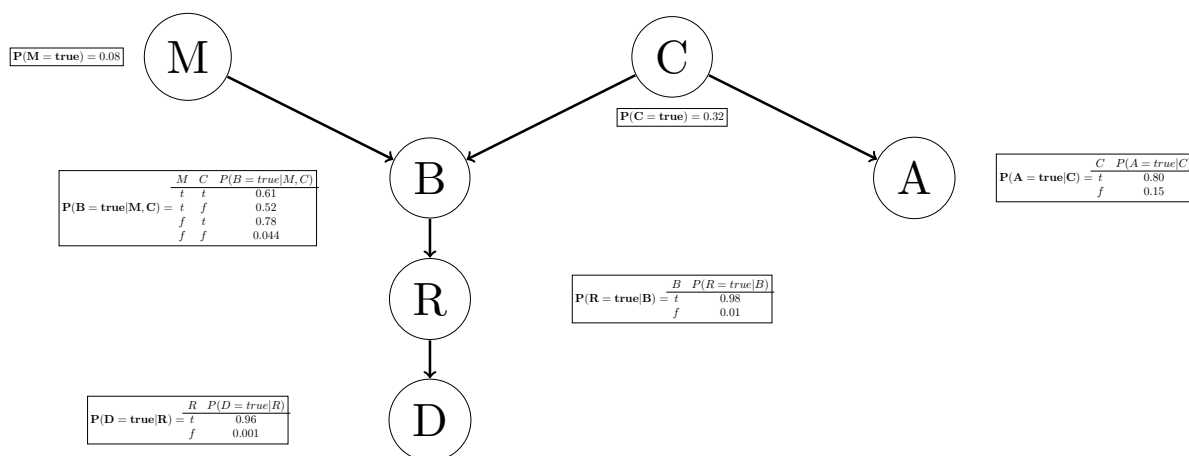 M
P(M = true) = 0.08
C
P(C = true) = 0.32
B
A
M C P(B = true|M, C)
P(B = true|M, C) =
t t 0.61
t f 0.52
f t 0.78
f f 0.044
C P(A = true|C)
P(A = true|C) =
t 0.80
f 0.15
R
B P(R = true|B)
P(R = true|B) =
t 0.98
f 0.01
D
R P(D = true|R)
P(D = true|R) =
t 0.96
f 0.001